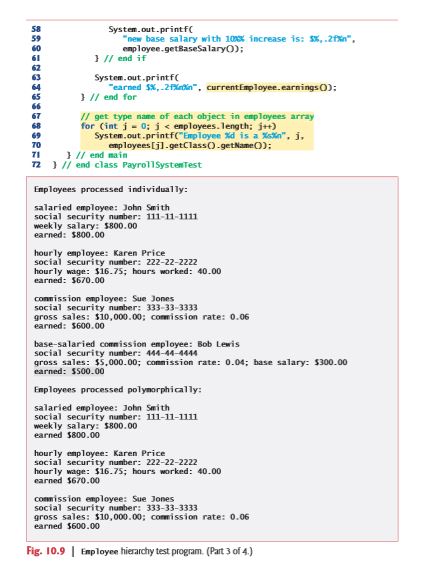 58 System.out.printf(
59 "new base salary with 10%% increase is: $%,.2f%n",
60 employee.getBaseSalary());
61 } // end if
62
63 System.out.printf(
64 "earned $%,.2f%n%n", currentEmployee.earnings());
65 } // end for
66
67 // get type name of each object in employees array
68 for (int j = 0; j < employees.length; j++)
69 System.out.printf("Employee %d is a %s%n", j,
70 employees[j].getClass().getName());
71 } // end main
72 } // end class PayrollSystemTest
Employees processed individually:
salaried employee: John Smith
social security number: 111-11-1111
weekly salary: $800.00
earned: $800.00
hourly employee: Karen Price
social security number: 222-22-2222
hourly wage: $16.75; hours worked: 40.00
earned: $670.00
commission employee: Sue Jones
social security number: 333-33-3333
gross sales: $10,000.00; commission rate: 0.06
earned: $600.00
base-salaried commission employee: Bob Lewis
social security number: 444-44-4444
gross sales: $5,000.00; commission rate: 0.04; base salary: $300.00
earned: $500.00
Employees processed polymorphically:
salaried employee: John Smith
social security number: 111-11-1111
weekly salary: $800.00
earned $800.00
hourly employee: Karen Price
social security number: 222-22-2222
hourly wage: $16.75; hours worked: 40.00
earned $670.00
commission employee: Sue Jones
social security number: 333-33-3333
gross sales: $10,000.00; commission rate: 0.06
earned $600.00
Fig. 10.9 | Employee hierarchy test program. (Part 3 of 4.)